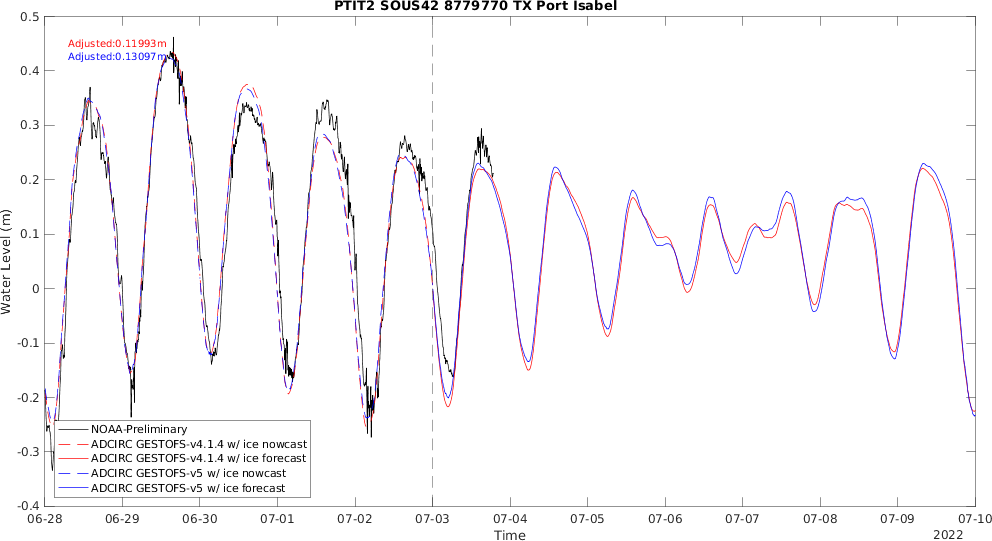 PTIT2 SOUS42 8779770 TX Port Isabel
0.5
Adjusted:0.11993m
Adjusted:0.13097m
0.4
0.3
0.2
0.1
0
-0.1
-0.2
-0.3
-0.4
Water Level (m)
NOAA-Preliminary
ADCIRC GESTOFS-v4.1.4 w/ ice nowcast
ADCIRC GESTOFS-v4.1.4 w/ ice forecast
ADCIRC GESTOFS-v5 w/ ice nowcast
ADCIRC GESTOFS-v5 w/ ice forecast
06-28 06-29 06-30 07-01 07-02 07-03 07-04 07-05 07-06 07-07 07-08 07-09 07-10
Time
2022